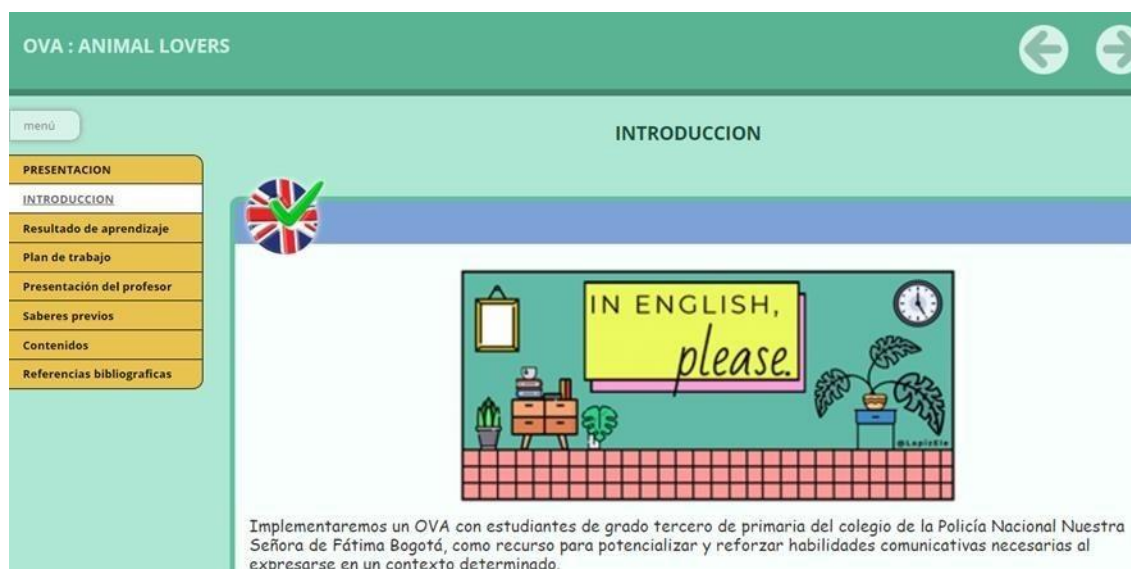 OVA : ANIMAL LOVERS
menú
INTRODUCCION
PRESENTACION
INTRODUCCION
Resultado de aprendizaje
Plan de trabajo
Presentación del profesor
Saberes previos
Contenidos
Referencias bibliograficas
IN ENGLISH,
please.
@LapizEle
Implementaremos un OVA con estudiantes de grado tercero de primaria del colegio de la Policía Nacional Nuestra
Señora de Fátima Bogotá, como recurso para potencializar y reforzar habilidades comunicativas necesarias al
expresarse en un contexto determinado.